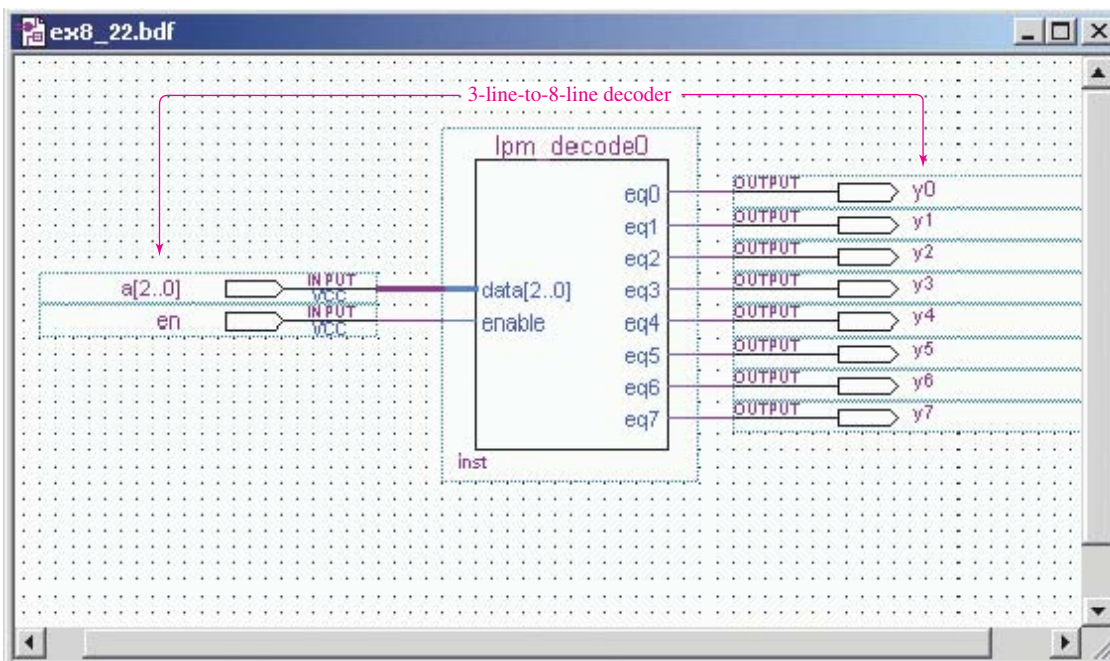 ex8_22.bdf
3-line-to-8-line decoder
lpm_decode0
eq0
eq1
eq2
eq3
eq4
eq5
eq6
eq7
data[2..0]
enable
inst
a[2..0] INPUT
VCC
en INPUT
VCC
OUTPUT y0
OUTPUT y1
OUTPUT y2
OUTPUT y3
OUTPUT y4
OUTPUT y5
OUTPUT y6
OUTPUT y7